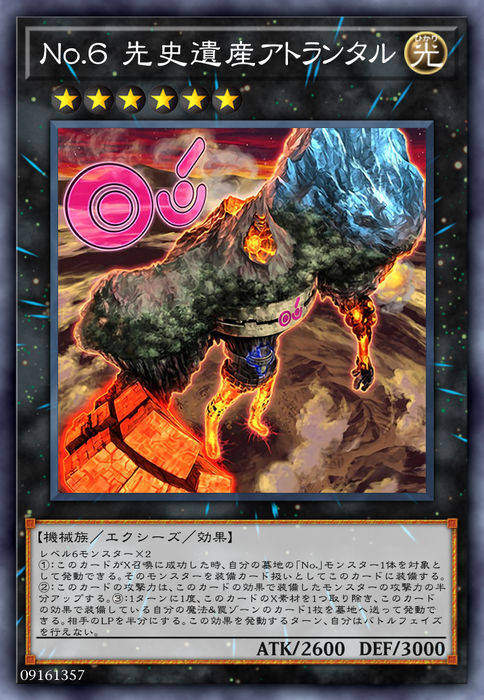 No.6 先史遺産アトランタル
ひかり
光
06
06
【機械族／エクシーズ／効果】
レベル6モンスター×2
①：このカードがX召喚に成功した時、自分の墓地の「No.」モンスター1体を対象と
して発動できる。そのモンスターを装備カード扱いとしてこのカードに装備する。
②：このカードの攻撃力は、このカードの効果で装備したモンスターの攻撃力の半
分アップする。③：1ターンに1度、このカードのX素材を1つ取り除き、このカード
の効果で装備している自分の魔法&罠ゾーンのカード1枚を墓地へ送って発動でき
る。相手のLPを半分にする。この効果を発動するターン、自分はバトルフェイズ
を行えない。
ATK/2600 DEF/3000
09161357